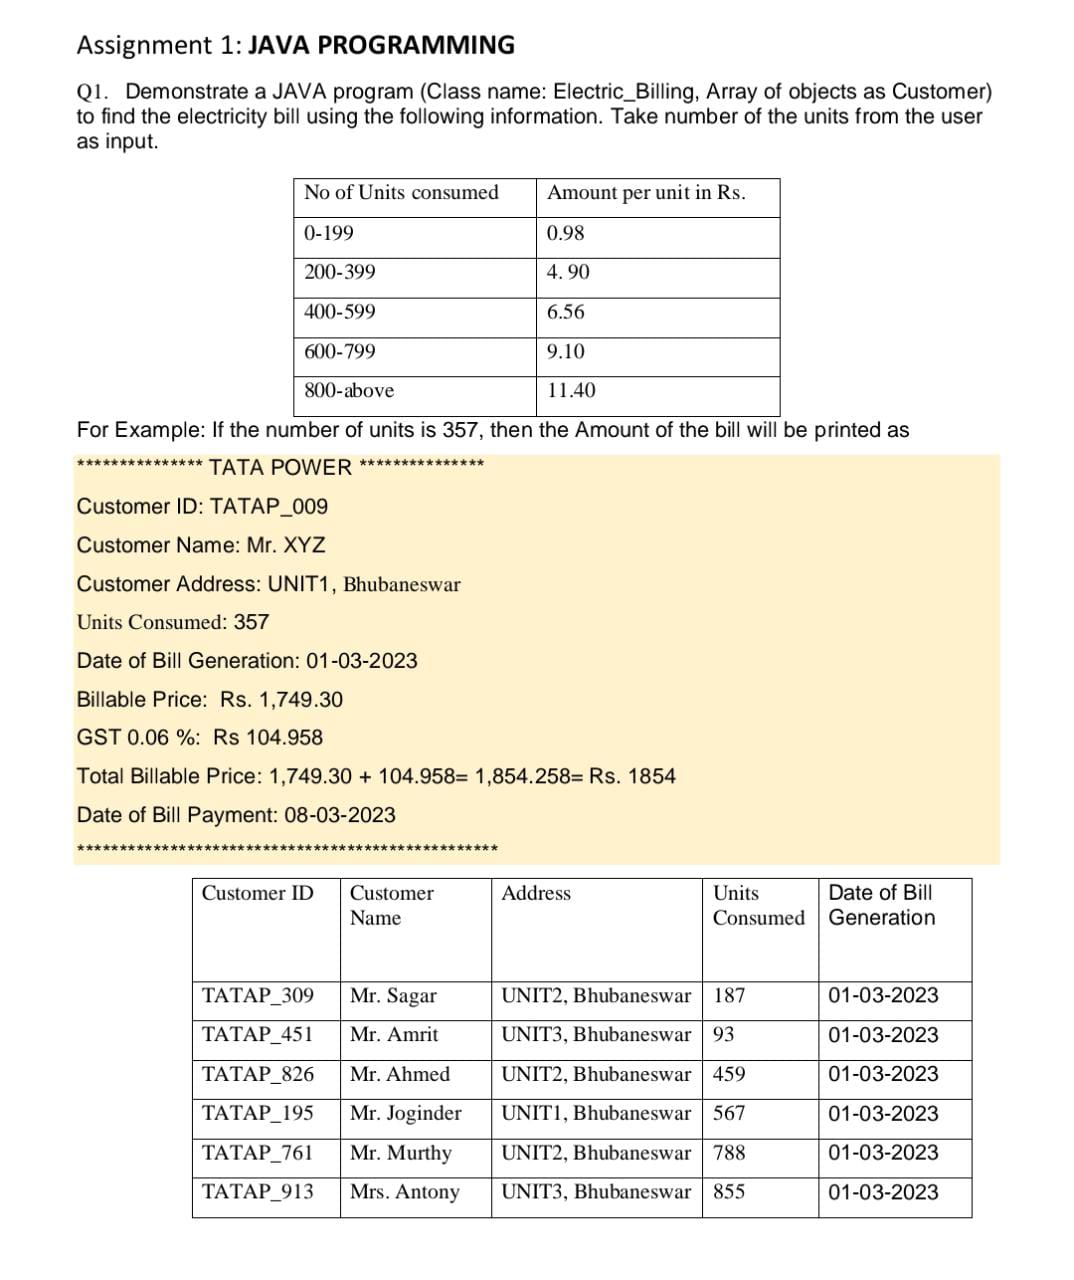 Assignment 1: JAVA PROGRAMMING
Q1. Demonstrate a JAVA program (Class name: Electric_Billing, Array of objects as Customer)
to find the electricity bill using the following information. Take number of the units from the user
as input.
No of Units consumed Amount per unit in Rs.
0-199 0.98
200-399 4. 90
400-599 6.56
600-799 9.10
800-above 11.40
For Example: If the number of units is 357, then the Amount of the bill will be printed as
*************** TATA POWER ***************
Customer ID: TATAP_009
Customer Name: Mr. XYZ
Customer Address: UNIT1, Bhubaneswar
Units Consumed: 357
Date of Bill Generation: 01-03-2023
Billable Price: Rs. 1,749.30
GST 0.06 %: Rs 104.958
Total Billable Price: 1,749.30 + 104.958= 1,854.258= Rs. 1854
Date of Bill Payment: 08-03-2023
**************************************************
Customer ID Customer Address Units Date of Bill
Name Consumed Generation
TATAP_309 Mr. Sagar UNIT2, Bhubaneswar 187 01-03-2023
TATAP_451 Mr. Amrit UNIT3, Bhubaneswar 93 01-03-2023
TATAP_826 Mr. Ahmed UNIT2, Bhubaneswar 459 01-03-2023
TATAP_195 Mr. Joginder UNIT1, Bhubaneswar 567 01-03-2023
TATAP_761 Mr. Murthy UNIT2, Bhubaneswar 788 01-03-2023
TATAP_913 Mrs. Antony UNIT3, Bhubaneswar 855 01-03-2023